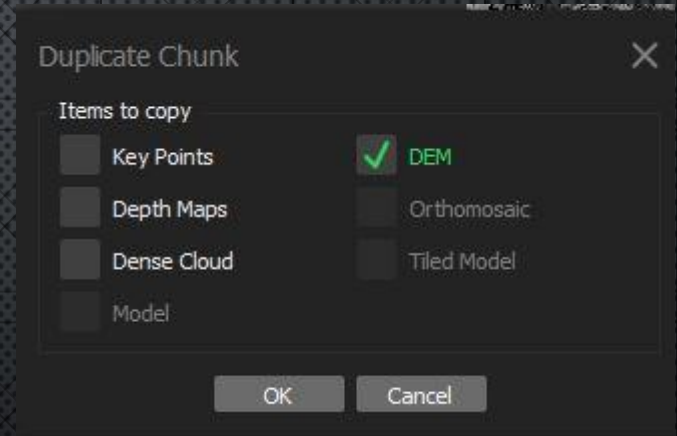 Duplicate Chunk
Items to copy
Key Points
DEM
Depth Maps
Orthomosaic
Dense Cloud
Tiled Model
Model
OK
Cancel